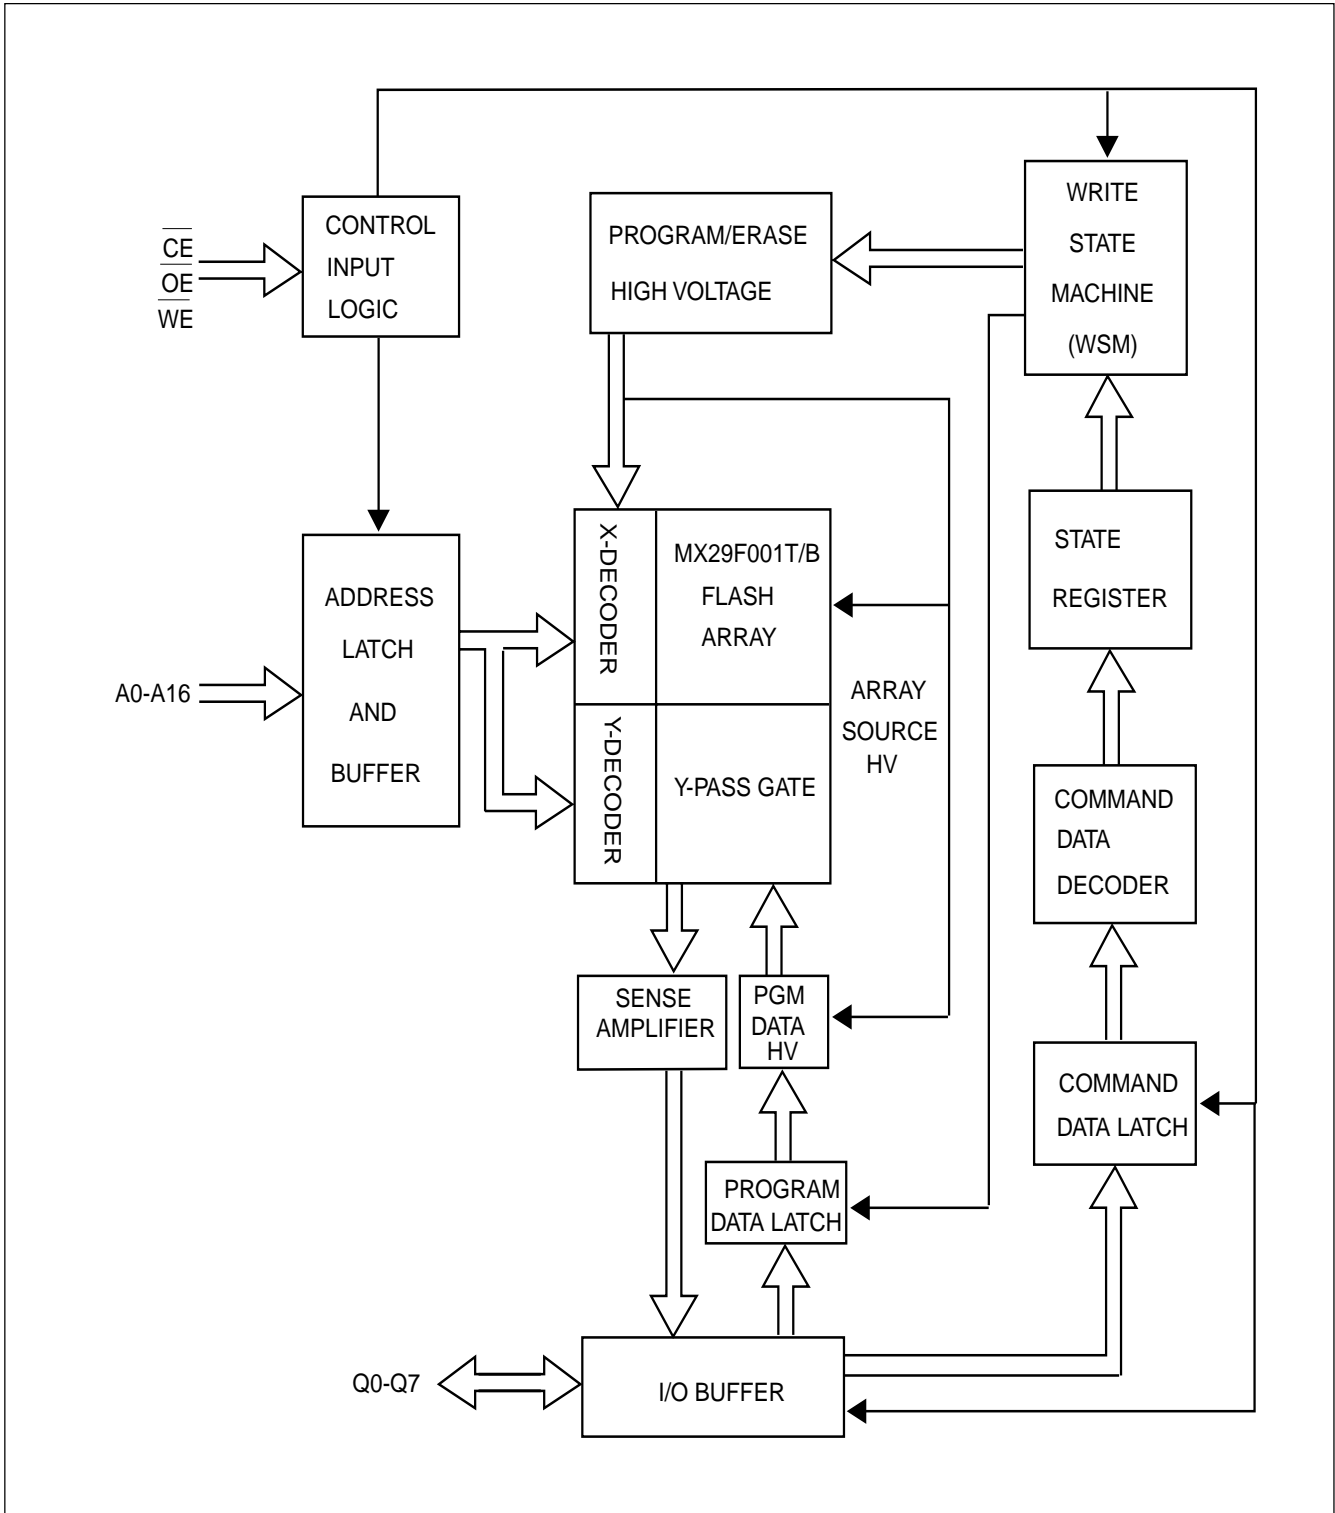 CE
OE
WE
CONTROL
INPUT
LOGIC
PROGRAM/ERASE
HIGH VOLTAGE
WRITE
STATE
MACHINE
(WSM)
STATE
REGISTER
X-DECODER
MX29F001T/B
FLASH
ARRAY
ADDRESS
LATCH
AND
BUFFER
A0-A16
Y-DECODER
Y-PASS GATE
ARRAY
SOURCE
HV
COMMAND
DATA
DECODER
SENSE
AMPLIFIER
PGM
DATA
HV
COMMAND
DATA LATCH
PROGRAM
DATA LATCH
Q0-Q7
I/O BUFFER